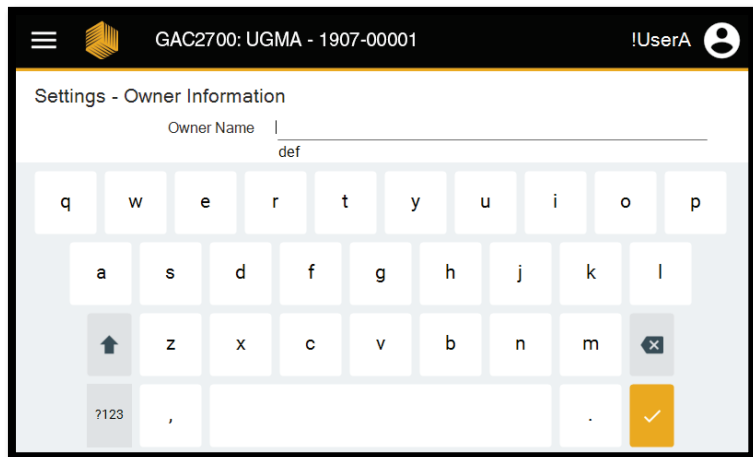 GAC2700: UGMA - 1907-00001 !UserA
Settings - Owner Information
Owner Name
def
q w e r t y u i o p
a s d f g h j k l
z x c v b n m
?123 , .